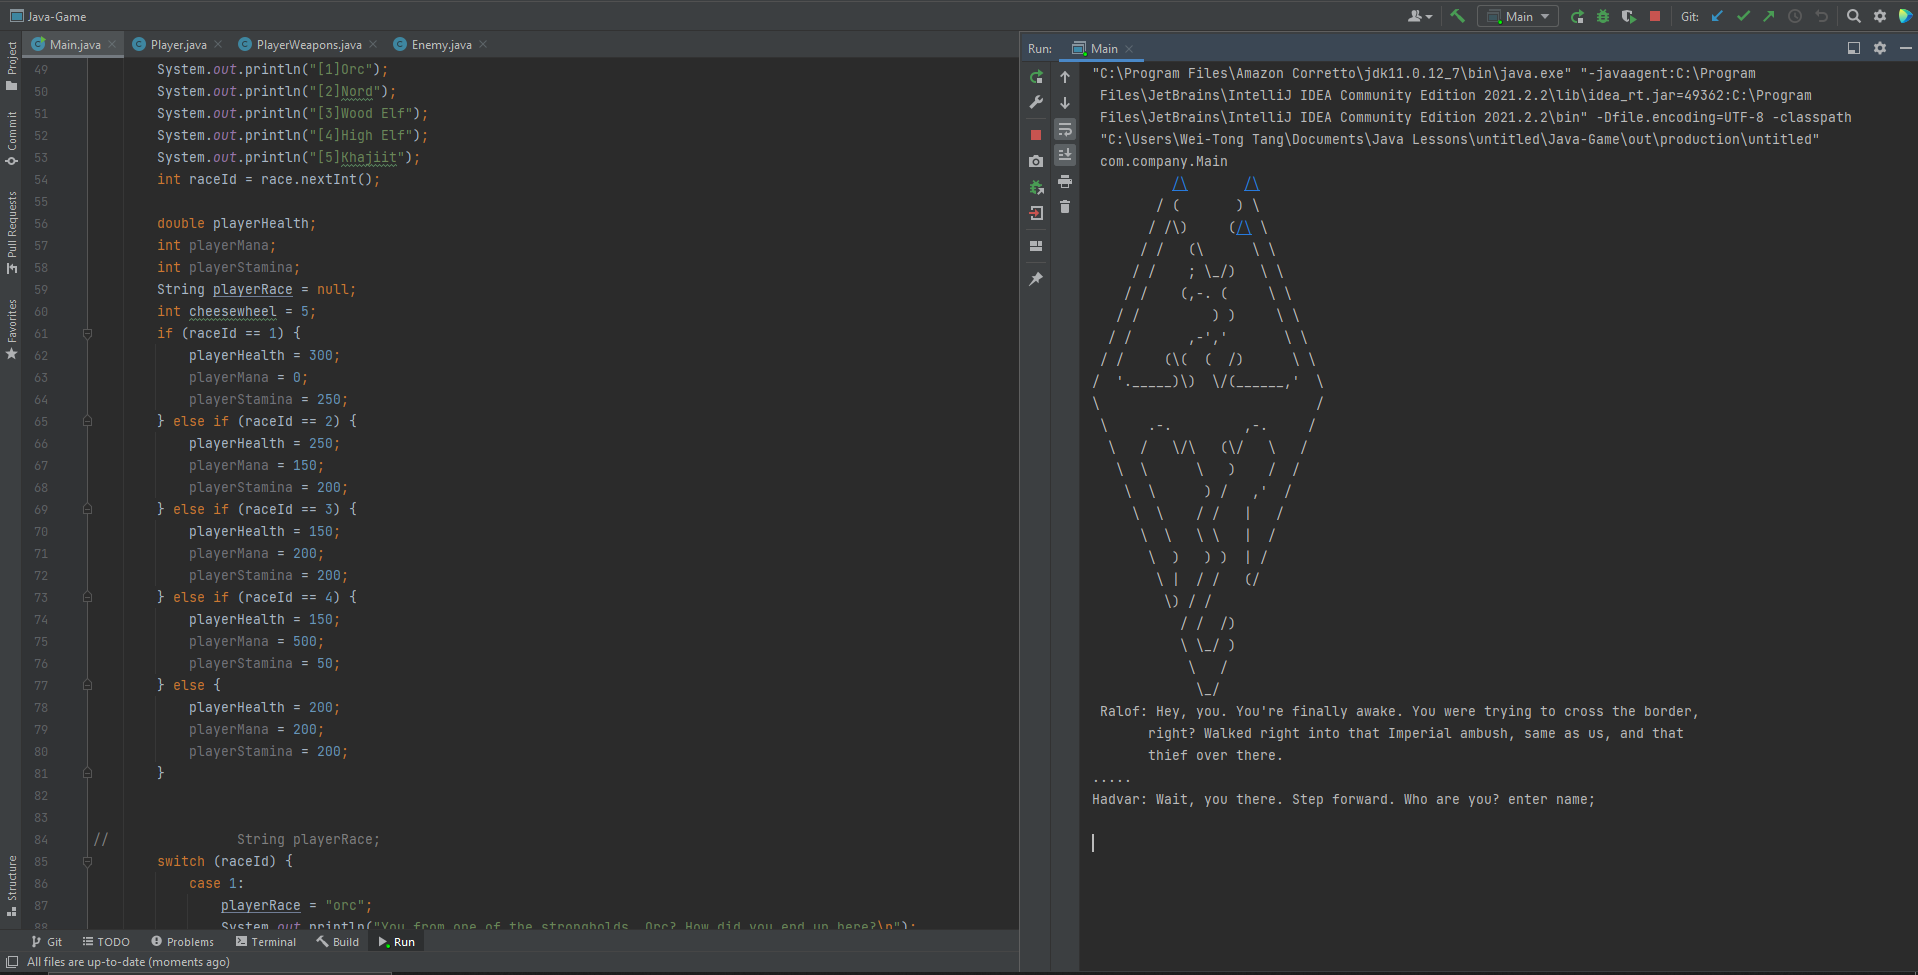 Java-Game
Main
Git:
Main.java
Player.java
PlayerWeapons.java
Enemy.java
Project
Commit
Pull Requests
Favorites
Structure
49 System.out.println("[1]Orc");
50 System.out.println("[2]Nord");
51 System.out.println("[3]Wood Elf");
52 System.out.println("[4]High Elf");
53 System.out.println("[5]Khajiit");
54 int raceId = race.nextInt();
55
56 double playerHealth;
57 int playerMana;
58 int playerStamina;
59 String playerRace = null;
60 int cheesewheel = 5;
61 if (raceId == 1) {
62 playerHealth = 300;
63 playerMana = 0;
64 playerStamina = 250;
65 } else if (raceId == 2) {
66 playerHealth = 250;
67 playerMana = 150;
68 playerStamina = 200;
69 } else if (raceId == 3) {
70 playerHealth = 150;
71 playerMana = 200;
72 playerStamina = 200;
73 } else if (raceId == 4) {
74 playerHealth = 150;
75 playerMana = 500;
76 playerStamina = 50;
77 } else {
78 playerHealth = 200;
79 playerMana = 200;
80 playerStamina = 200;
81 }
82
83
84 // String playerRace;
85 switch (raceId) {
86 case 1:
87 playerRace = "orc";
88 System.out.println("You from one of the strongholds, Orc? How did you end up here?\n");
Run: Main
"C:\Program Files\Amazon Corretto\jdk11.0.12_7\bin\java.exe" "-javaagent:C:\Program
Files\JetBrains\IntelliJ IDEA Community Edition 2021.2.2\lib\idea_rt.jar=49362:C:\Program
Files\JetBrains\IntelliJ IDEA Community Edition 2021.2.2\bin" -Dfile.encoding=UTF-8 -classpath
"C:\Users\Wei-Tong Tang\Documents\Java Lessons\untitled\Java-Game\out\production\untitled"
com.company.Main
Ralof: Hey, you. You're finally awake. You were trying to cross the border,
right? Walked right into that Imperial ambush, same as us, and that
thief over there.
.....
Hadvar: Wait, you there. Step forward. Who are you? enter name;
Git
TODO
Problems
Terminal
Build
Run
All files are up-to-date (moments ago)